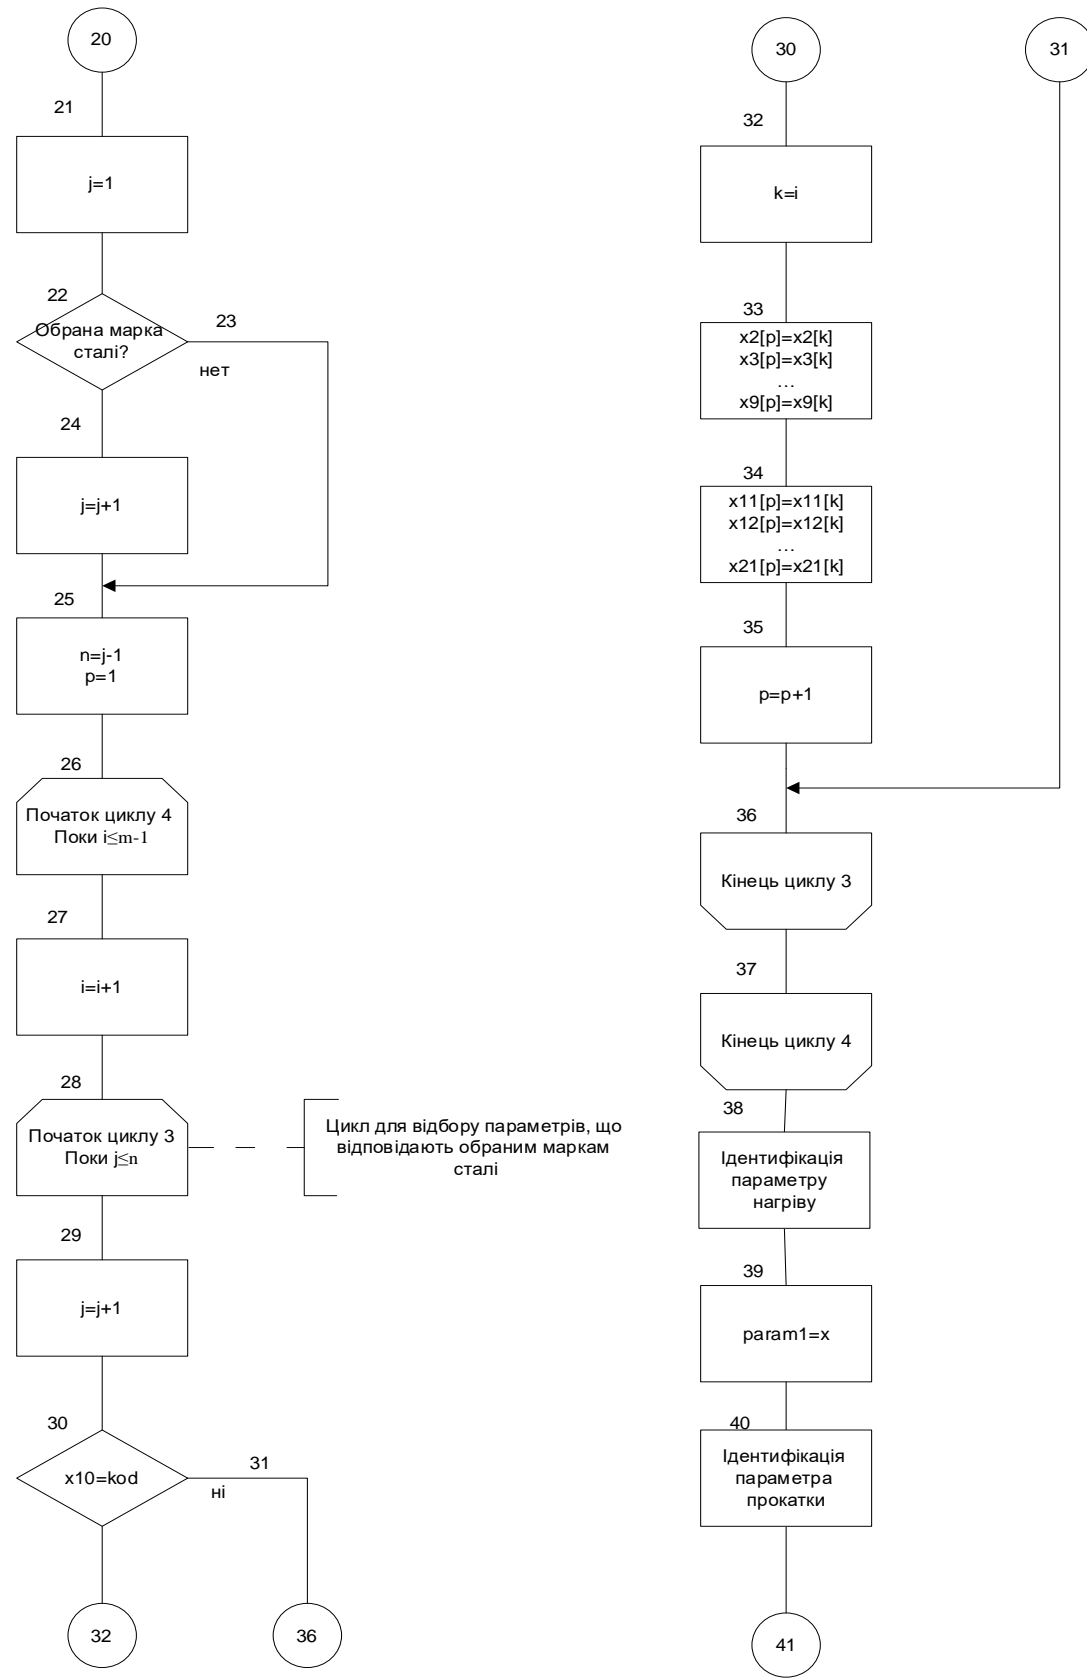 20
21
j=1
22
Обрана марка
сталі?
23
нет
24
j=j+1
25
n=j-1
p=1
26
Початок циклу 4
Поки i≤m-1
27
i=i+1
28
Початок циклу 3
Поки j≤n
Цикл для відбору параметрів, що
відповідають обраним маркам
сталі
29
j=j+1
30
x10=kod
31
ні
32
36
30
31
32
k=i
33
x2[p]=x2[k]
x3[p]=x3[k]
...
x9[p]=x9[k]
34
x11[p]=x11[k]
x12[p]=x12[k]
...
x21[p]=x21[k]
35
p=p+1
36
Кінець циклу 3
37
Кінець циклу 4
38
Ідентифікація
параметру
нагріву
39
param1=x
40
Ідентифікація
параметра
прокатки
41